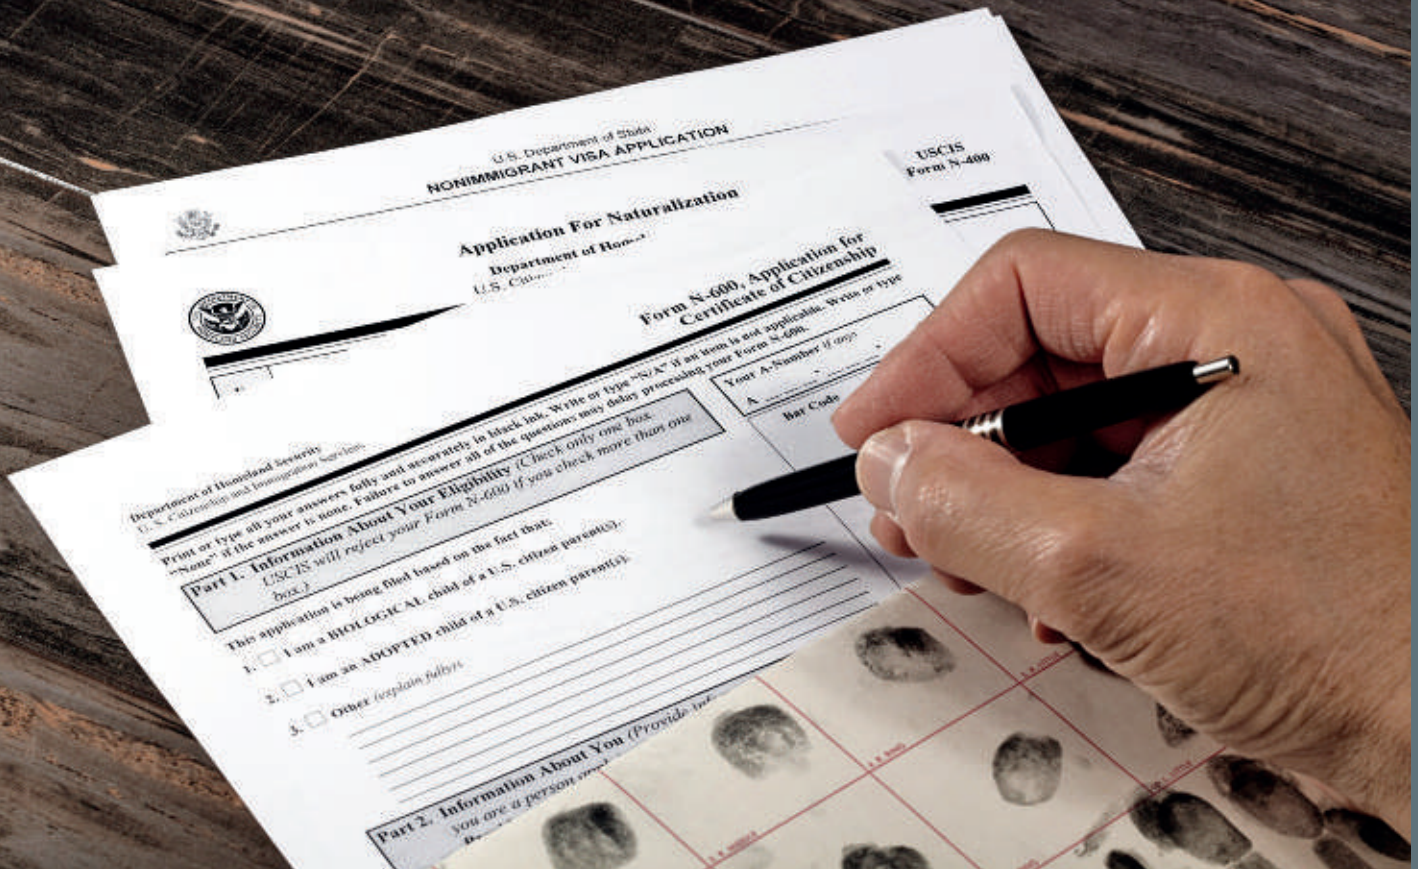 U.S. Department of State
NONIMMIGRANT VISA APPLICATION
USCIS
Form N-400
Application For Naturalization
Department of
U.S.
Form N-600, Application for
Certificate of Citizenship
Department of Homeland Security
U.S. Citizenship and Immigration Services
Print or type all your answers fully and accurately in black ink. Write or type "N/A" if an item is not applicable. Write or type
"None" if the answer is none. Failure to answer all of the questions may delay processing your Form N-600.
Part 1. Information About Your Eligibility (Check only one box.
USCIS will reject your Form N-600 if you check more than one
box.)
Your A-Number if any
A
Bar Code
This application is being filed based on the fact that:
1. I am a BIOLOGICAL child of a U.S. citizen parent(s).
2. I am an ADOPTED child of a U.S. citizen parent(s).
3. Other (explain fully)
Part 2. Information About You (Provide
you are a person